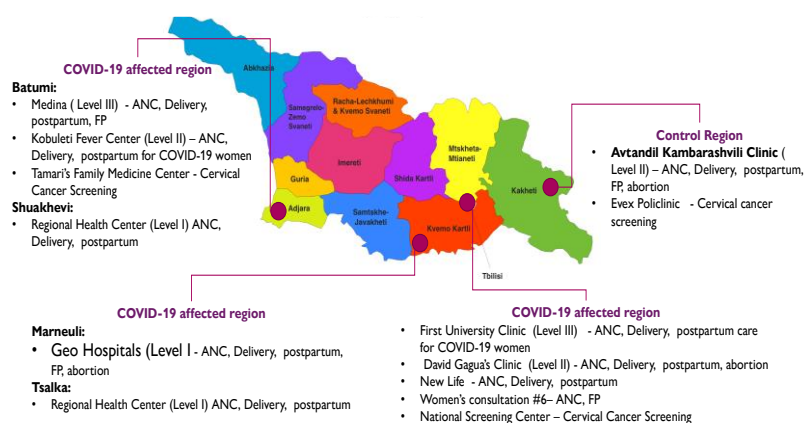 COVID-19 affected region
Batumi:
• Medina ( Level III) - ANC, Delivery,
postpartum, FP
• Kobuleti Fever Center (Level II) – ANC,
Delivery, postpartum for COVID-19 women
• Tamari's Family Medicine Center - Cervical
Cancer Screening
Shuakhevi:
• Regional Health Center (Level I) ANC,
Delivery, postpartum
Abkhazia
Samegrelo-
Zemo
Svaneti
Racha-Lechkhumi
& Kvemo Svaneti
Imereti
Guria
Adjara
Samtskhe-
Javakheti
Shida Kartli
Mtskheta-
Mtianeti
Kvemo Kartli
Kakheti
Tbilisi
Control Region
• Avtandil Kambarashvili Clinic (
Level II) – ANC, Delivery, postpartum,
FP, abortion
• Evex Policlinic - Cervical cancer
screening
COVID-19 affected region
Marneuli:
• Geo Hospitals (Level I - ANC, Delivery, postpartum,
FP, abortion
Tsalka:
• Regional Health Center (Level I) ANC, Delivery, postpartum
COVID-19 affected region
• First University Clinic (Level III) - ANC, Delivery, postpartum care
for COVID-19 women
• David Gagua's Clinic (Level II) - ANC, Delivery, postpartum, abortion
• New Life - ANC, Delivery, postpartum
• Women's consultation #6– ANC, FP
• National Screening Center – Cervical Cancer Screening